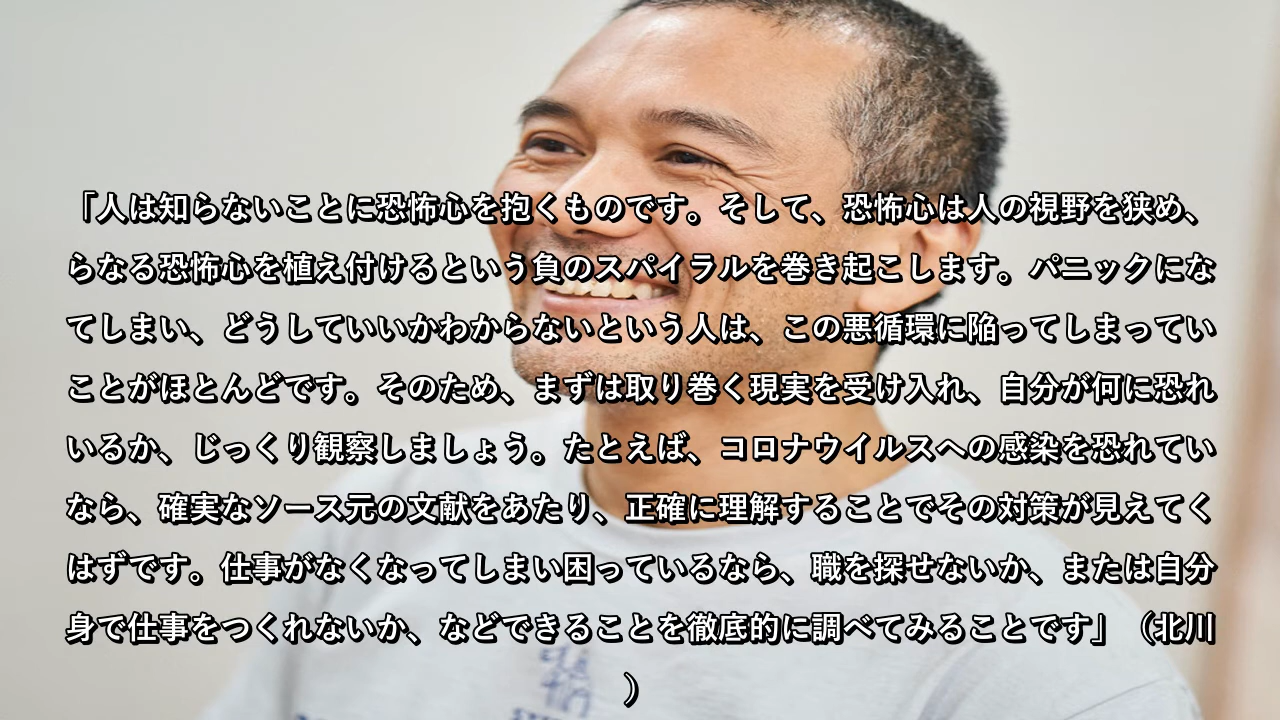 「人は知らないことに恐怖心を抱くものです。そして、恐怖心は人の視野を狭め、
らなる恐怖心を植え付けるという負のスパイラルを巻き起こします。パニックにな
てしまい、どうしていいかわからないという人は、この悪循環に陥ってしまってい
ことがほとんどです。そのため、まずは取り巻く現実を受け入れ、自分が何に恐れ
いるか、じっくり観察しましょう。たとえば、コロナウイルスへの感染を恐れてい
なら、確実なソース元の文献をあたり、正確に理解することでその対策が見えてく
はずです。仕事がなくなってしまい困っているなら、職を探せないか、または自分
身で仕事をつくれないか、などできることを徹底的に調べてみることです」（北川
）